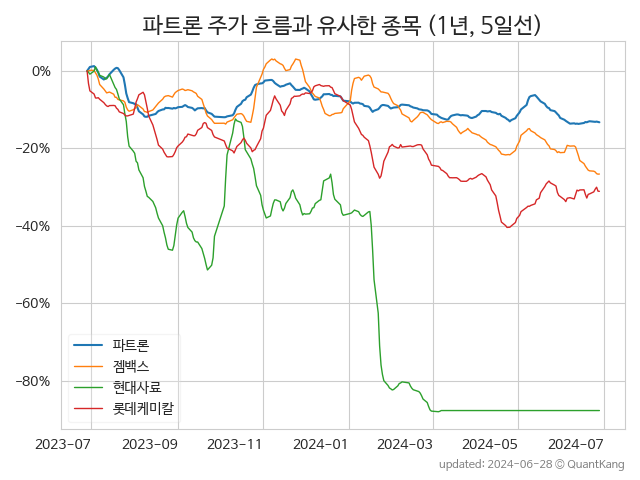 파트론 주가 흐름과 유사한 종목 (1년, 5일선)
0%
−20%
−40%
−60%
−80%
파트론
젬백스
현대사료
롯데케미칼
2023-07 2023-09 2023-11 2024-01 2024-03 2024-05 2024-07
updated: 2024-06-28 © QuantKang